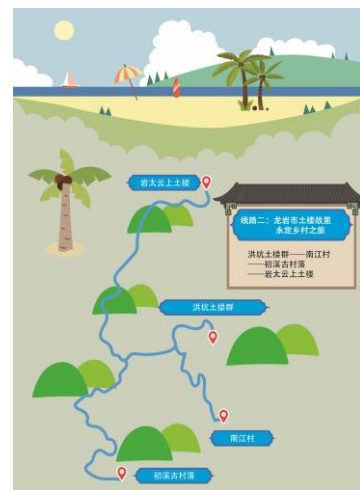 岩太云上土楼
线路二：龙岩市土楼故里
永定乡村之旅
洪坑土楼群——南江村
——初溪古村落
——岩太云上土楼
洪坑土楼群
南江村
初溪古村落